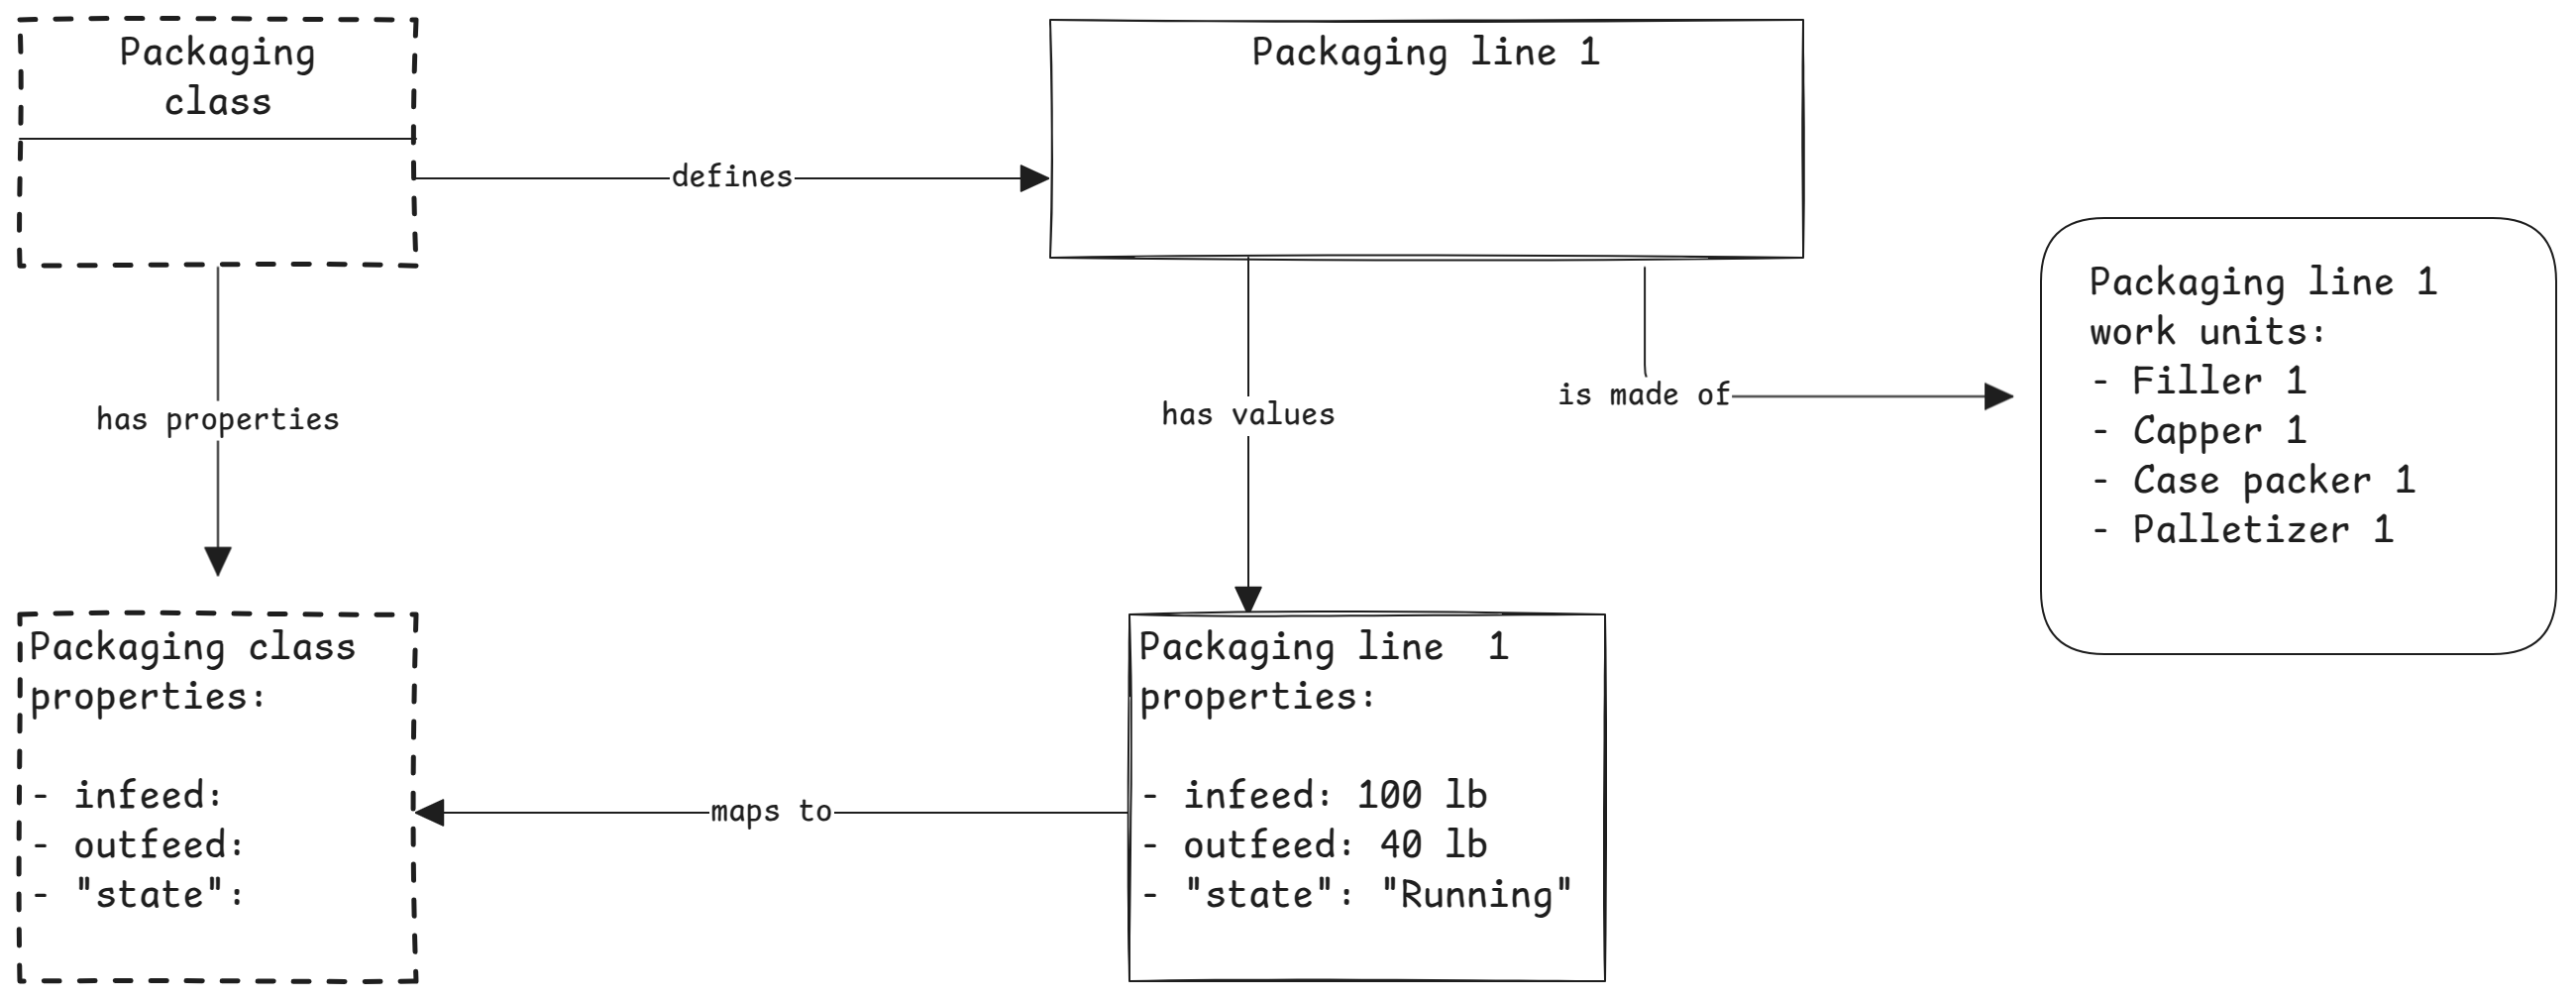 Packaging
class
defines
Packaging line 1
has properties
has values
is made of
Packaging line 1
work units:
- Filler 1
- Capper 1
- Case packer 1
- Palletizer 1
Packaging class
properties:
- infeed:
- outfeed:
- "state":
maps to
Packaging line  1
properties:
- infeed: 100 lb
- outfeed: 40 lb
- "state": "Running"